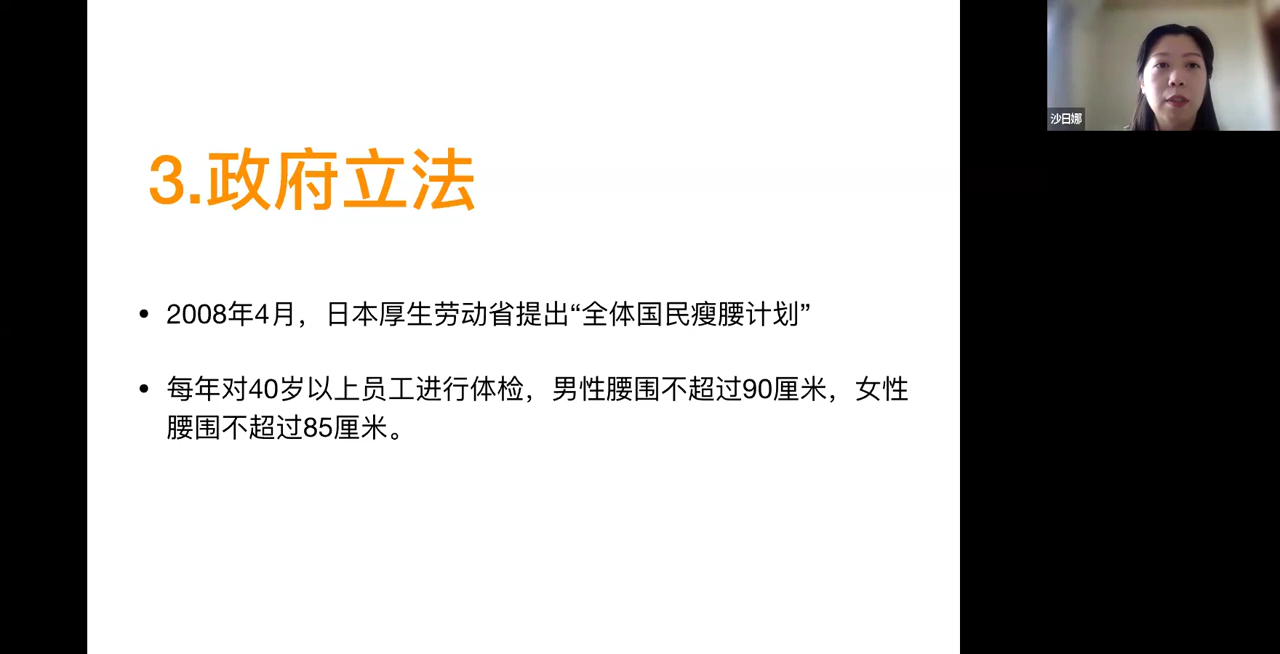 3.政府立法
• 2008年4月，日本厚生劳动省提出“全体国民瘦腰计划”
• 每年对40岁以上员工进行体检，男性腰围不超过90厘米，女性
腰围不超过85厘米。
沙日娜